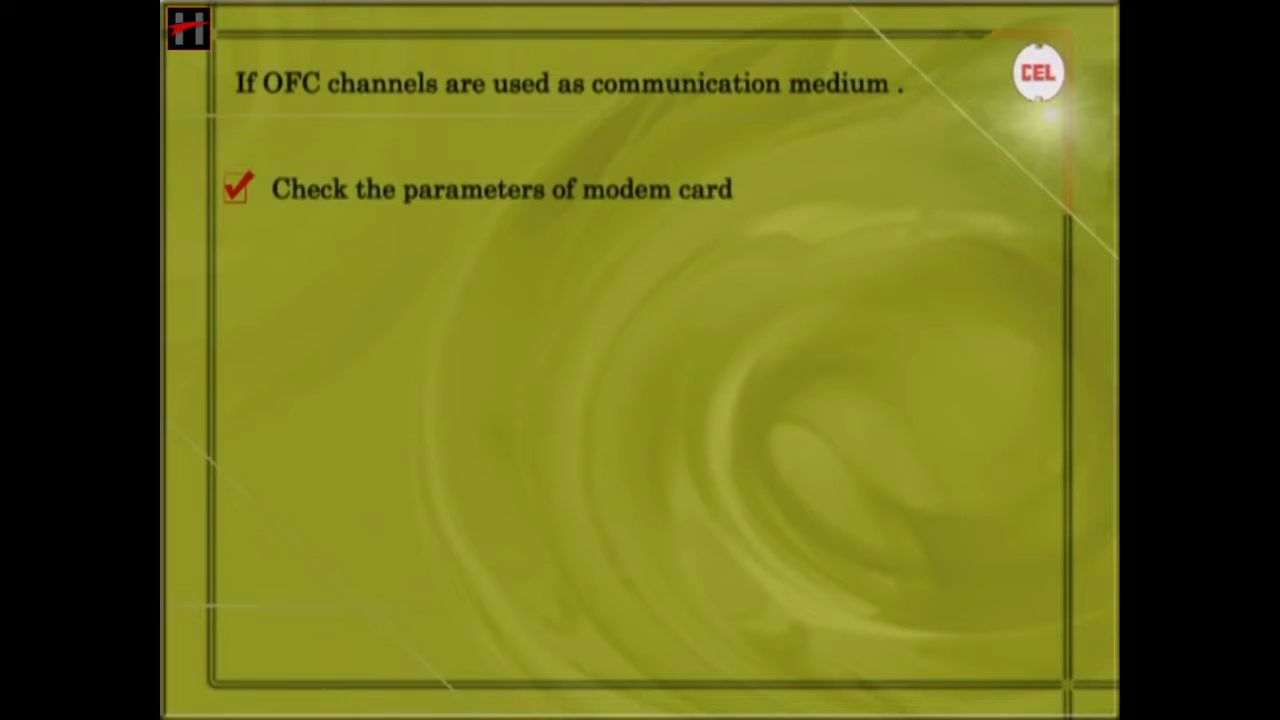 If OFC channels are used as communication medium .
CEL
Check the parameters of modem card